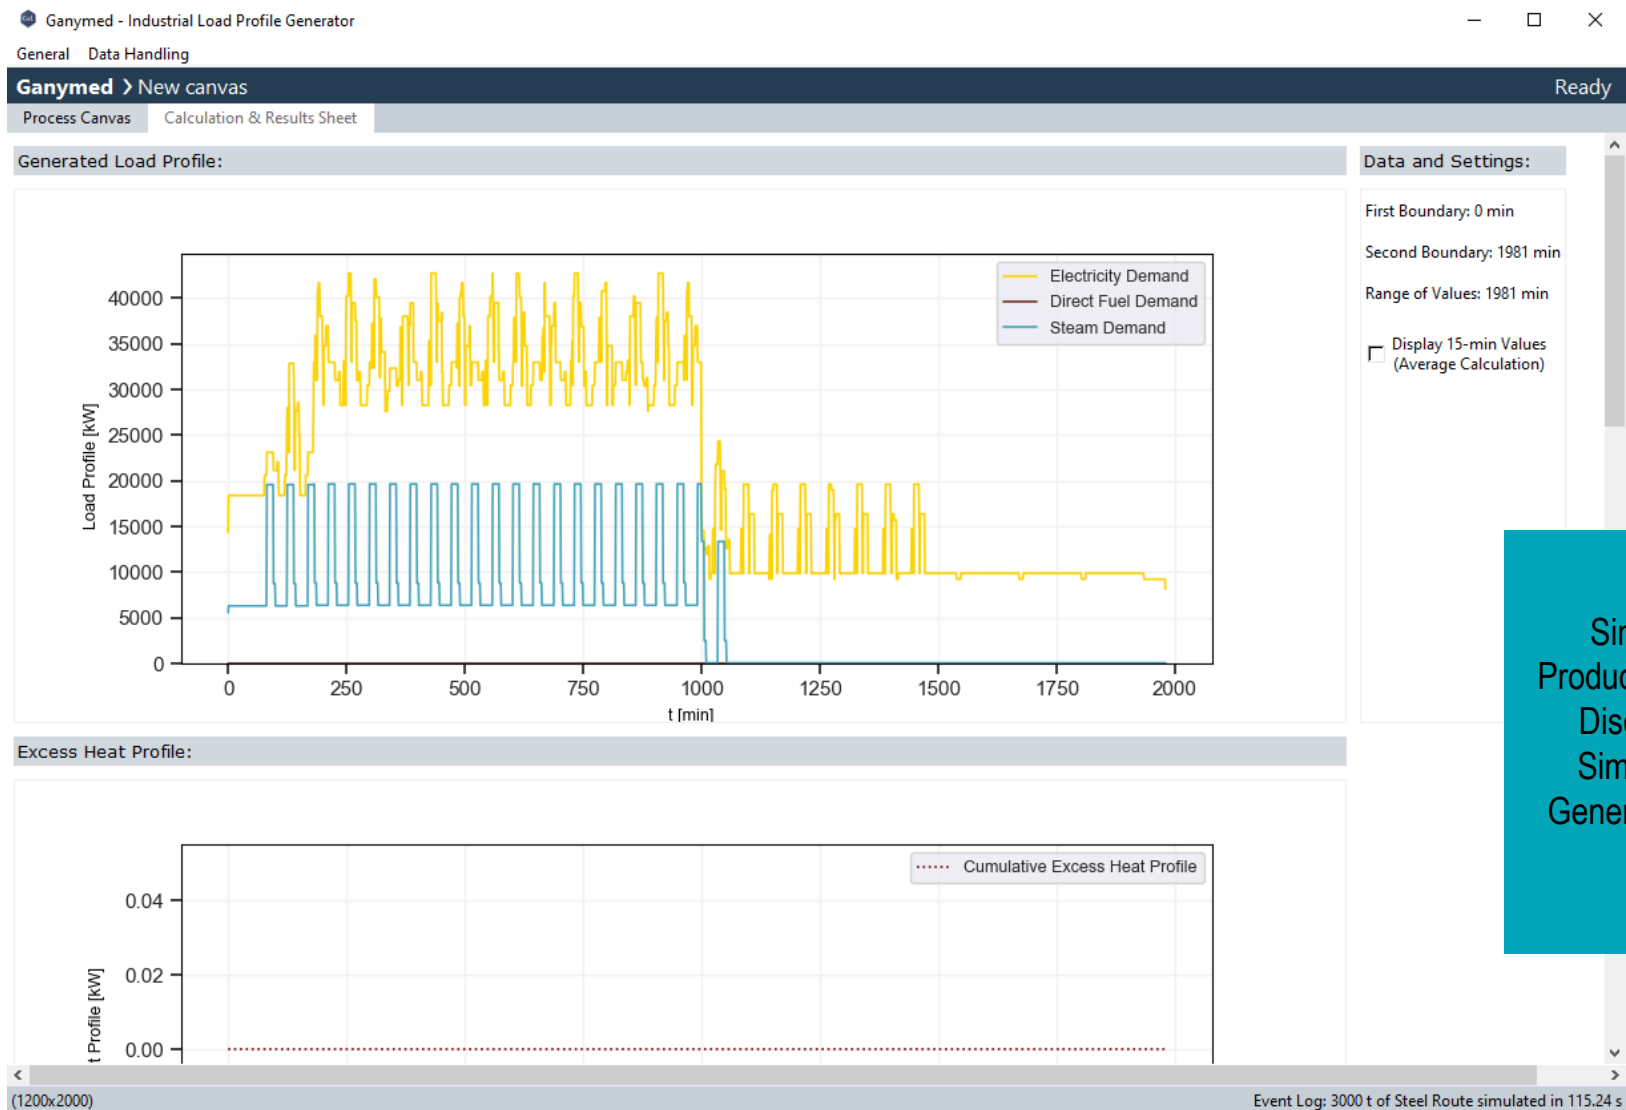 Ganymed - Industrial Load Profile Generator
General Data Handling
Ganymed > New canvas
Ready
Process Canvas Calculation & Results Sheet
Generated Load Profile:
Electricity Demand
Direct Fuel Demand
Steam Demand
40000
35000
30000
25000
20000
15000
10000
5000
0
Load Profile [kW]
0 250 500 750 1000 1250 1500 1750 2000
t [min]
Data and Settings:
First Boundary: 0 min
Second Boundary: 1981 min
Range of Values: 1981 min
Display 15-min Values
(Average Calculation)
Excess Heat Profile:
Cumulative Excess Heat Profile
0.04
0.02
0.00
t Profile [kW]
(1200x2000)
Event Log: 3000 t of Steel Route simulated in 115.24 s